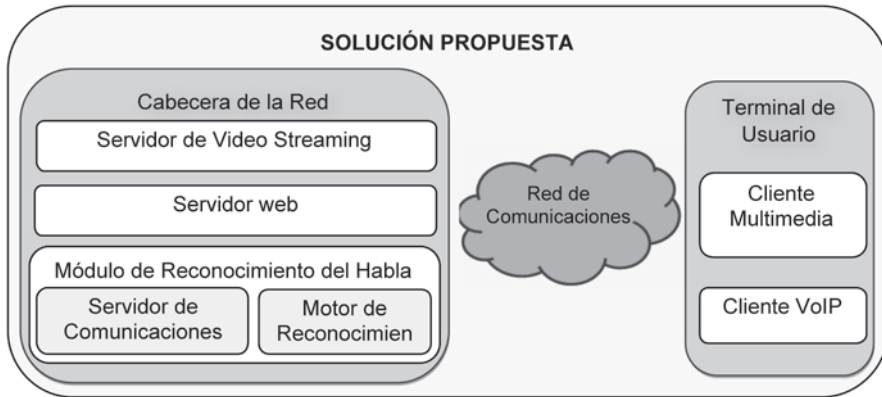 SOLUCIÓN PROPUESTA
Cabecera de la Red
Servidor de Video Streaming
Servidor web
Módulo de Reconocimiento del Habla
Servidor de
Comunicaciones
Motor de
Reconocimien
Red de
Comunicaciones
Terminal de
Usuario
Cliente
Multimedia
Cliente VoIP